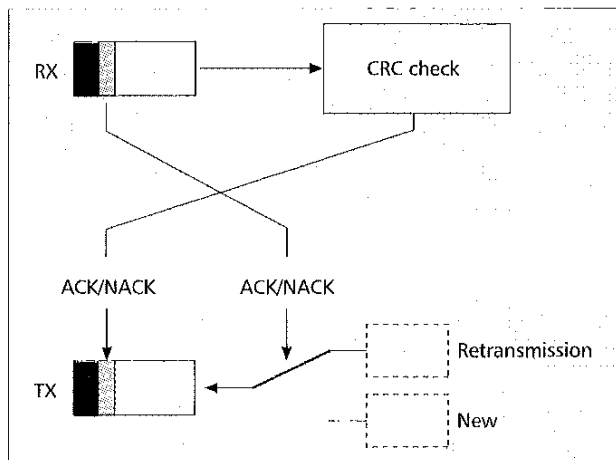 RX
CRC check
ACK/NACK
ACK/NACK
TX
Retransmission
New